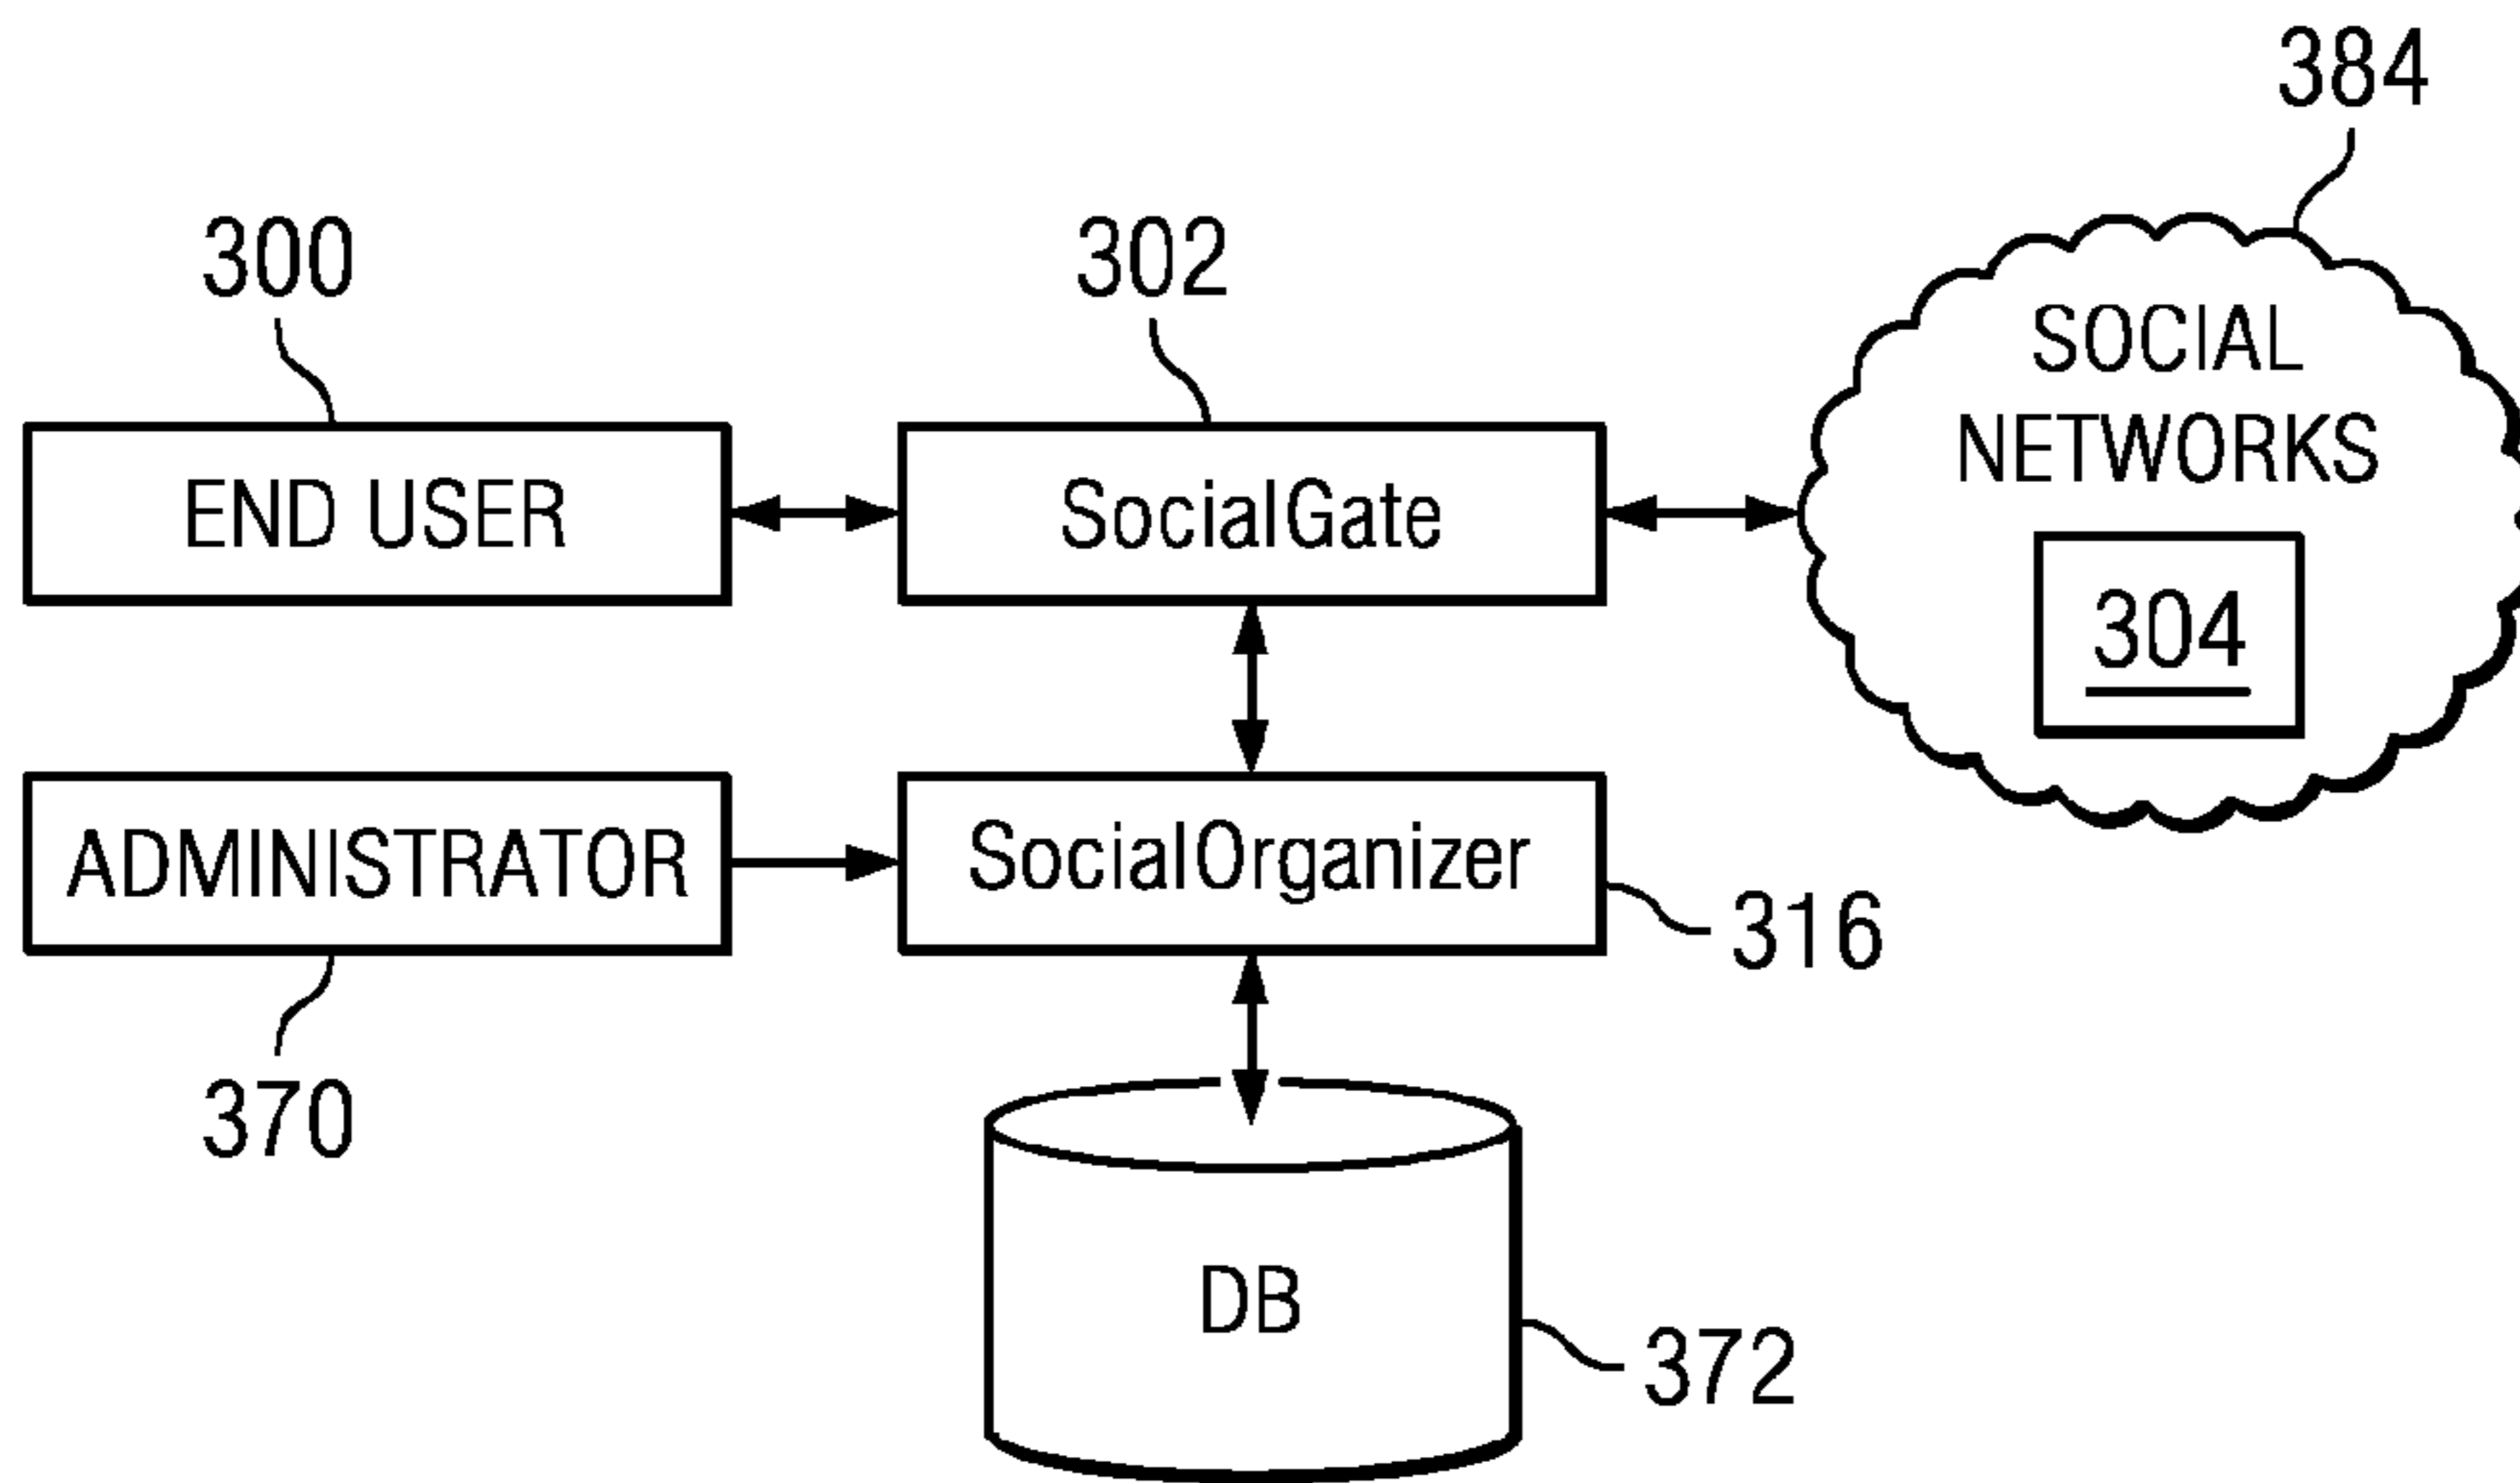 384
300
302
SOCIAL
NETWORKS
END USER
SocialGate
304
ADMINISTRATOR
SocialOrganizer
316
370
DB
372